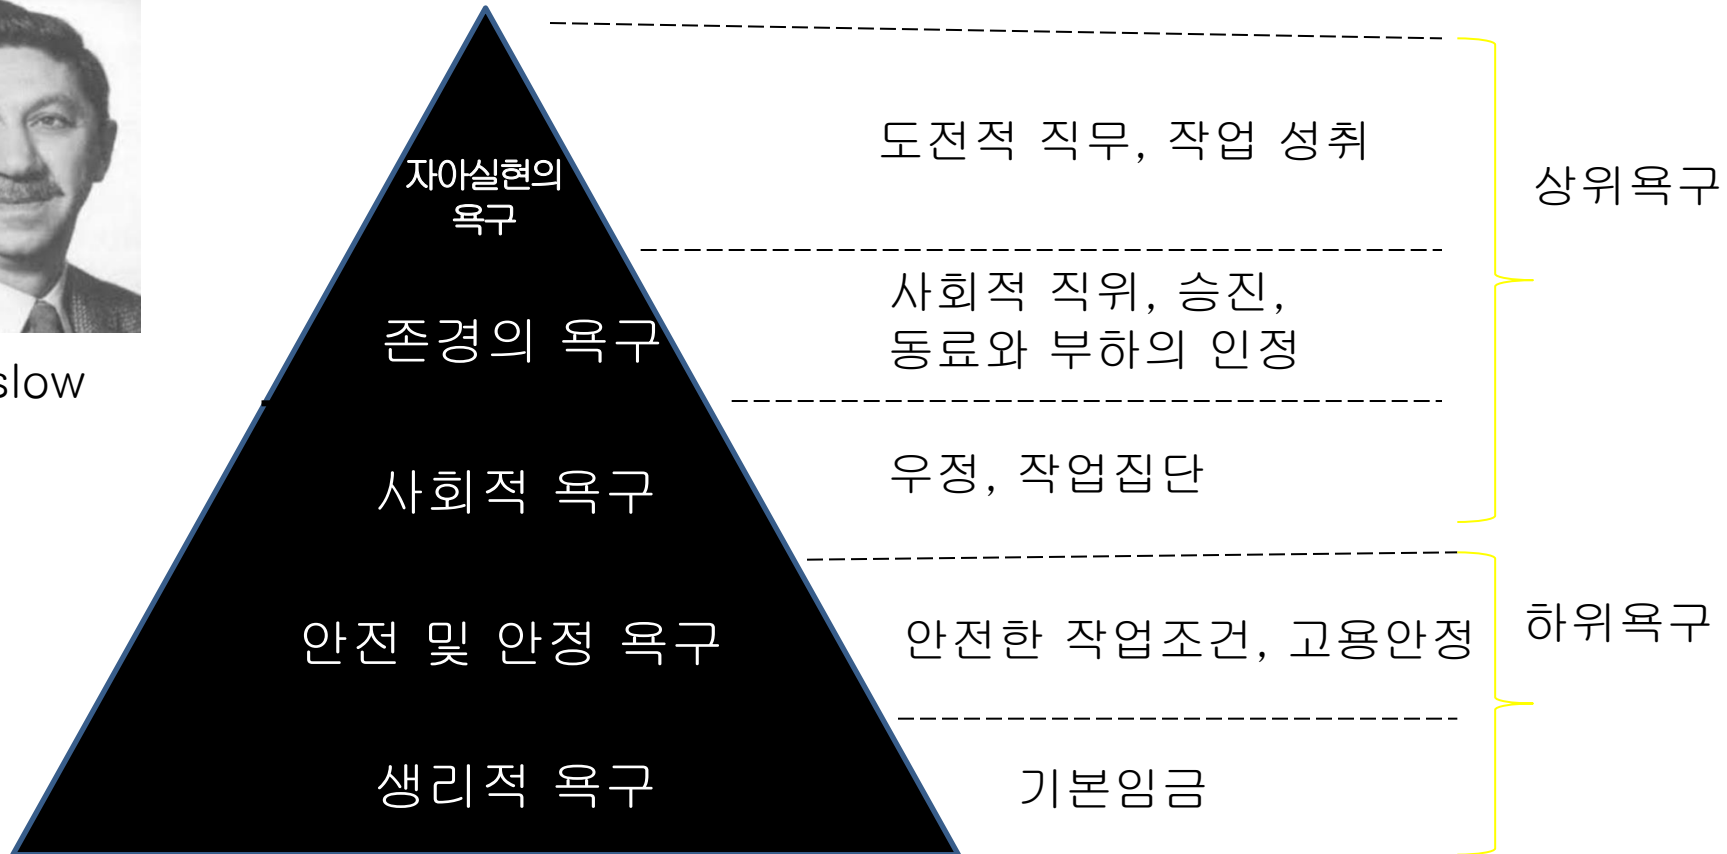 자아실현의
욕구
존경의 욕구
사회적 욕구
안전 및 안정 욕구
생리적 욕구
slow
도전적 직무, 작업 성취
사회적 직위, 승진,
동료와 부하의 인정
우정, 작업집단
안전한 작업조건, 고용안정
기본임금
상위욕구
하위욕구